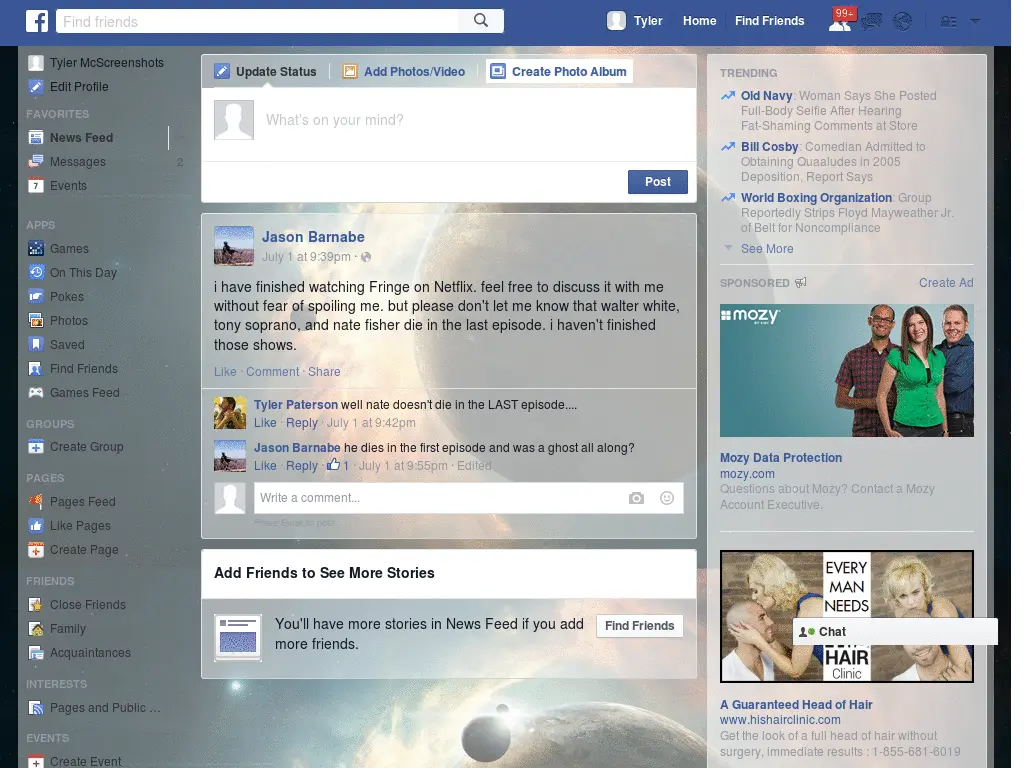 Find friends
Tyler
Home
Find Friends
99+
Tyler McScreenshots
Edit Profile
FAVORITES
News Feed
Messages
2
Events
APPS
Games
On This Day
Pokes
Photos
Saved
Find Friends
Games Feed
GROUPS
Create Group
PAGES
Pages Feed
Like Pages
Create Page
FRIENDS
Close Friends
Family
Acquaintances
INTERESTS
Pages and Public ...
EVENTS
Create Event
Update Status
Add Photos/Video
Create Photo Album
What's on your mind?
Post
Jason Barnabe
July 1 at 9:39pm ·
i have finished watching Fringe on Netflix. feel free to discuss it with me
without fear of spoiling me. but please don't let me know that walter white,
tony soprano, and nate fisher die in the last episode. i haven't finished
those shows.
Like · Comment · Share
Tyler Paterson well nate doesn't die in the LAST episode....
Like · Reply · July 1 at 9:42pm
Jason Barnabe he dies in the first episode and was a ghost all along?
Like · Reply · 1 · July 1 at 9:55pm · Edited
Write a comment...
Press Enter to post.
Add Friends to See More Stories
You'll have more stories in News Feed if you add
more friends.
Find Friends
TRENDING
Old Navy: Woman Says She Posted
Full-Body Selfie After Hearing
Fat-Shaming Comments at Store
Bill Cosby: Comedian Admitted to
Obtaining Quaaludes in 2005
Deposition, Report Says
World Boxing Organization: Group
Reportedly Strips Floyd Mayweather Jr.
of Belt for Noncompliance
See More
SPONSORED
Create Ad
mozy
Mozy Data Protection
mozy.com
Questions about Mozy? Contact a Mozy
Account Executive.
EVERY
MAN
NEEDS
Chat
HAIR
Clinic
A Guaranteed Head of Hair
www.hishairclinic.com
Get the look of a full head of hair without
surgery, immediate results : 1-855-681-6019